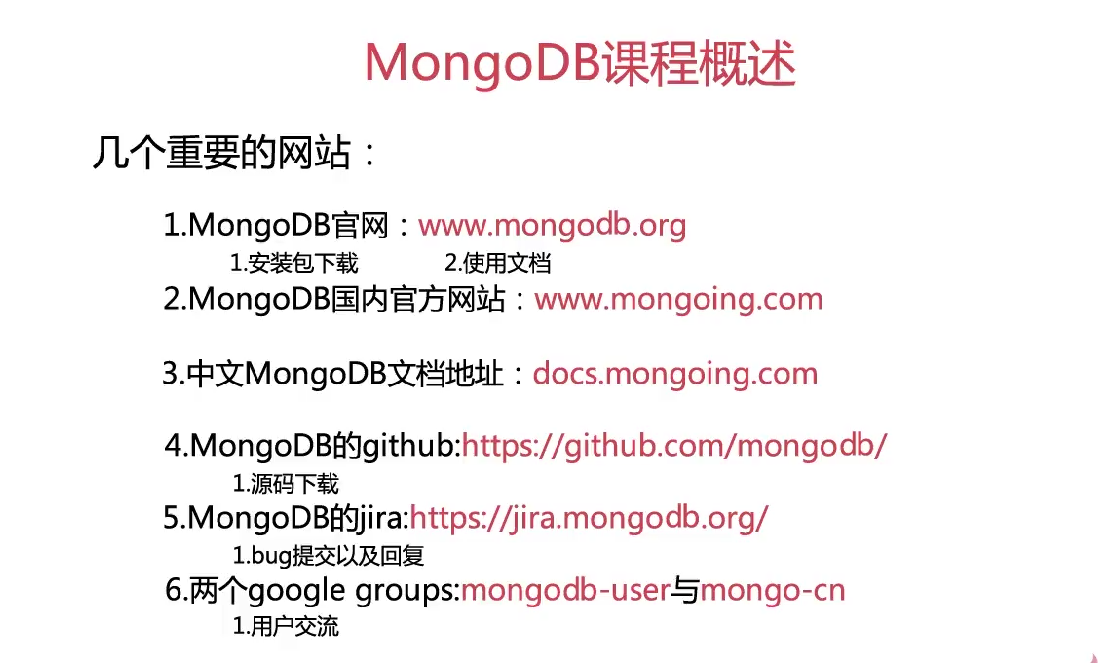 MongoDB课程概述
几个重要的网站：
1.MongoDB官网：www.mongodb.org
1.安装包下载 2.使用文档
2.MongoDB国内官方网站：www.mongoing.com
3.中文MongoDB文档地址：docs.mongoing.com
4.MongoDB的github:https://github.com/mongodb/
1.源码下载
5.MongoDB的jira:https://jira.mongodb.org/
1.bug提交以及回复
6.两个google groups:mongodb-user与mongo-cn
1.用户交流